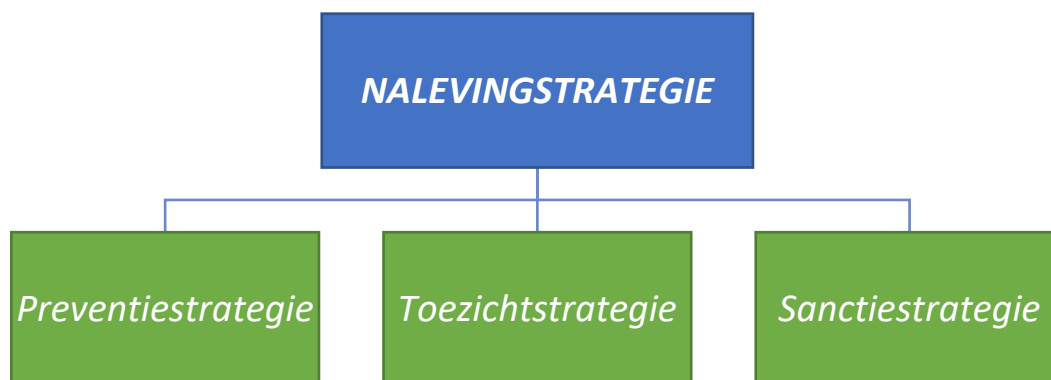 NALEVINGSTRATEGIE
Preventiestrategie
Toezichtstrategie
Sanctiestrategie